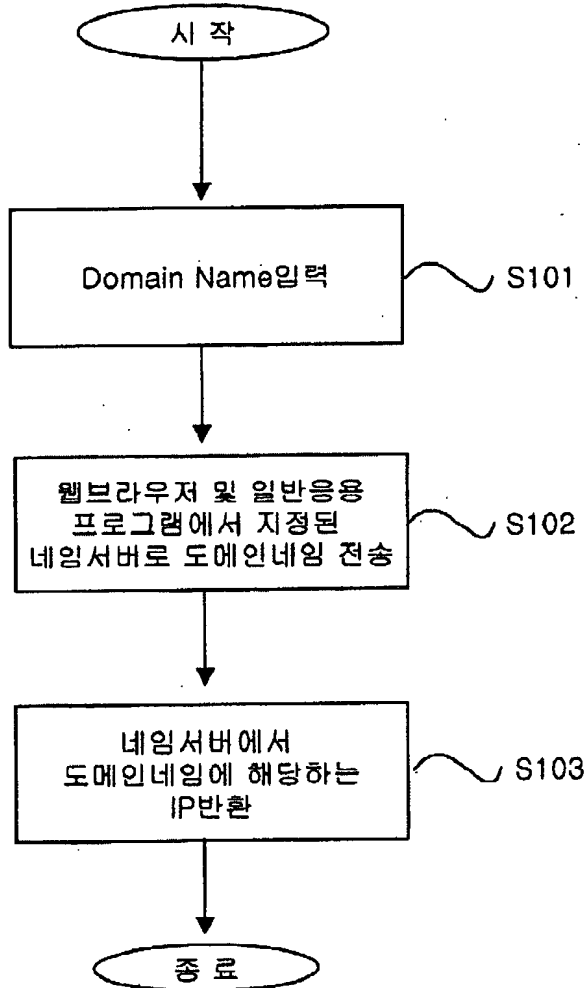 시 작
Domain Name입력
S101
웹브라우저 및 일반응용
프로그램에서 지정된
네임서버로 도메인네임 전송
S102
네임서버에서
도메인네임에 해당하는
IP반환
S103
종 료